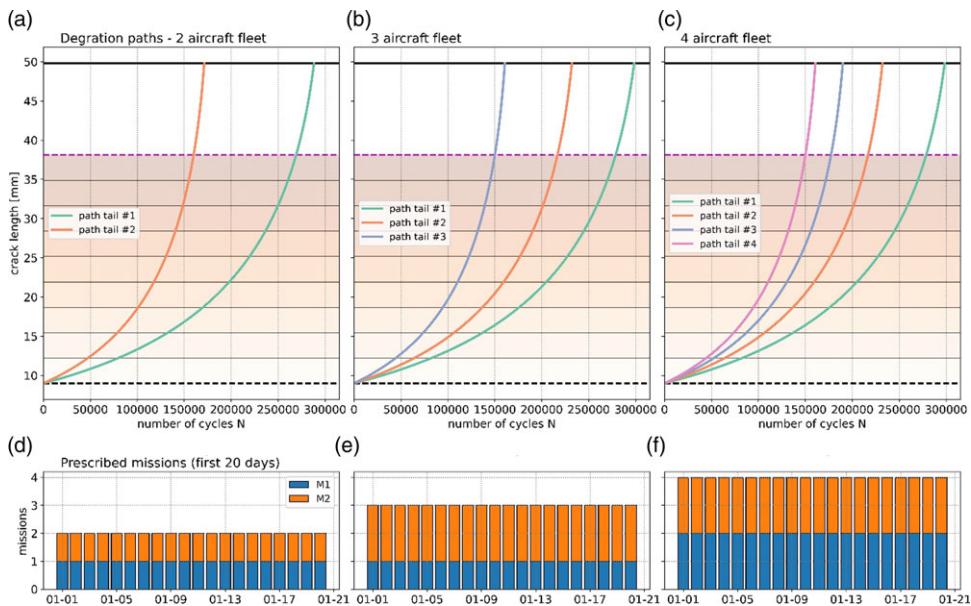 (a)
Degration paths - 2 aircraft fleet
(b)
3 aircraft fleet
(c)
4 aircraft fleet
50
45
40
35
30
25
20
15
10
crack length [mm]
path tail #1
path tail #2
path tail #1
path tail #2
path tail #3
path tail #1
path tail #2
path tail #3
path tail #4
0 50000 100000 150000 200000 250000 300000
0 50000 100000 150000 200000 250000 300000
0 50000 100000 150000 200000 250000 300000
number of cycles N
number of cycles N
number of cycles N
(d)
Prescribed missions (first 20 days)
(e)
(f)
4
3
2
1
0
missions
M1
M2
01-01 01-05 01-09 01-13 01-17 01-21
01-01 01-05 01-09 01-13 01-17 01-21
01-01 01-05 01-09 01-13 01-17 01-21